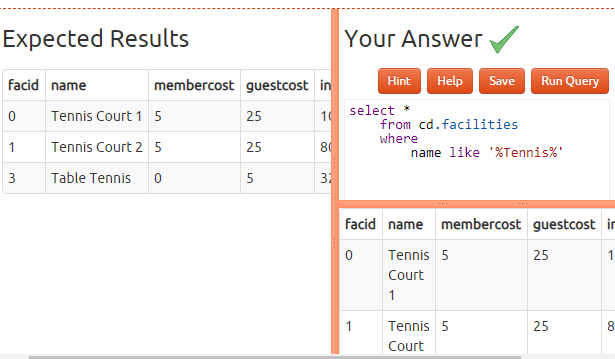 Expected Results
facid name membercost guestcost in
0 Tennis Court 1 5 25 10
1 Tennis Court 2 5 25 80
3 Table Tennis 0 5 32
Your Answer
Hint Help Save Run Query
select *
from cd.facilities
where
name like '%Tennis%'
facid name membercost guestcost i
0 Tennis Court 1 5 25 1
1 Tennis Court 5 25 8